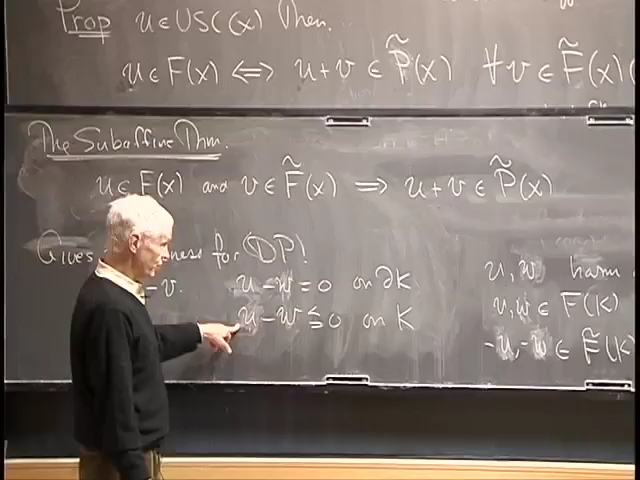 Prop u ∈ USC(X) Then.
u ∈ F(X) ⇔ u+v ∈ P̃(X) ∀ v ∈ F̃(X)
The Subaffine Thm.
u ∈ F(X) and v ∈ F̃(X) ⇒ u+v ∈ P̃(X)
Gives for (DP)!
= -v. u - w = 0 on ∂K
u - w ≤ 0 on K
u, w harm
u, w ∈ F(K)
-u, -w ∈ F̃(K